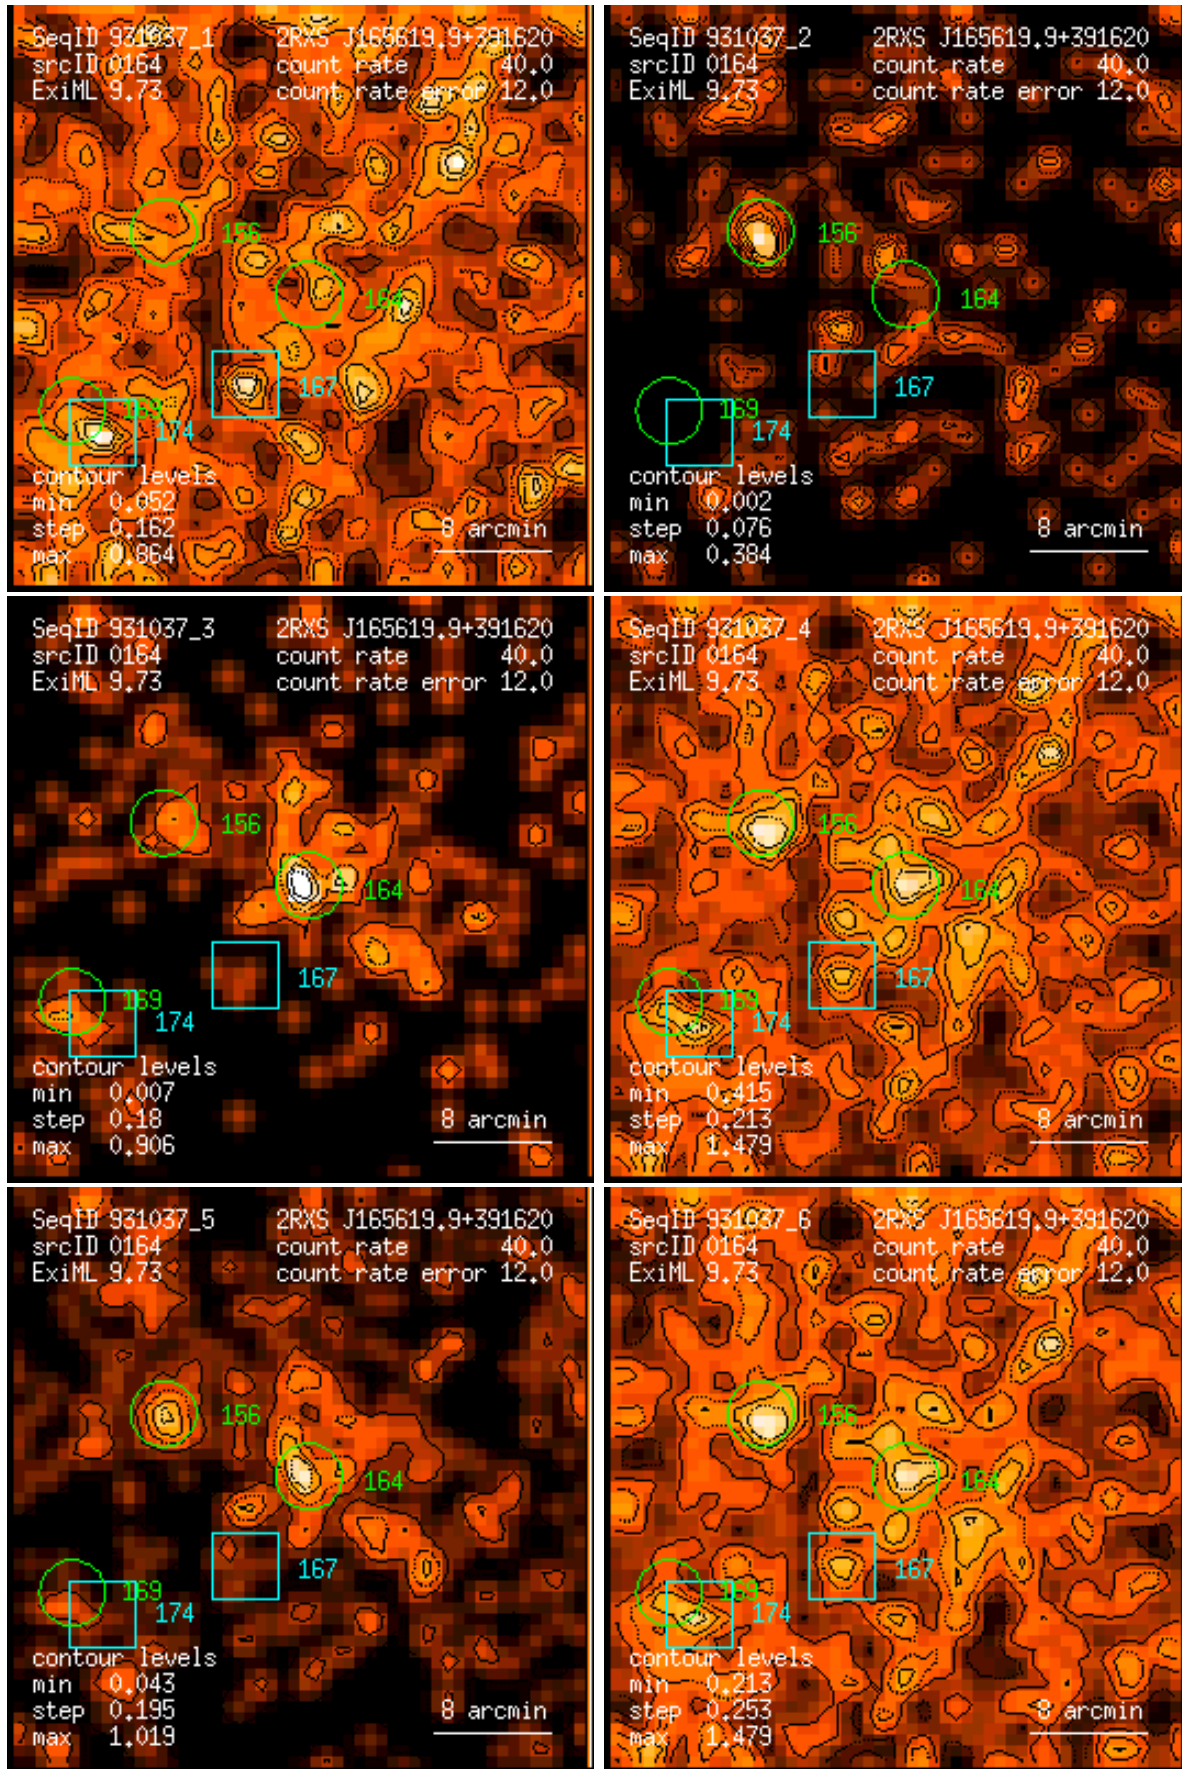 SeqID 931037_1 2RXS J165619.9+391620
srcID 0164 count rate 40.0
ExiML 9.73 count rate error 12.0
156
164
167
169
174
contour levels
min 0.052
step 0.162 8 arcmin
max 0.864
SeqID 931037_2 2RXS J165619.9+391620
srcID 0164 count rate 40.0
ExiML 9.73 count rate error 12.0
156
164
167
169
174
contour levels
min 0.002
step 0.076 8 arcmin
max 0.384
SeqID 931037_3 2RXS J165619.9+391620
srcID 0164 count rate 40.0
ExiML 9.73 count rate error 12.0
156
164
167
169
174
contour levels
min 0.007
step 0.18 8 arcmin
max 0.906
SeqID 931037_4 2RXS J165619.9+391620
srcID 0164 count rate 40.0
ExiML 9.73 count rate error 12.0
156
164
167
169
174
contour levels
min 0.415
step 0.213 8 arcmin
max 1.479
SeqID 931037_5 2RXS J165619.9+391620
srcID 0164 count rate 40.0
ExiML 9.73 count rate error 12.0
156
164
167
169
174
contour levels
min 0.043
step 0.195 8 arcmin
max 1.019
SeqID 931037_6 2RXS J165619.9+391620
srcID 0164 count rate 40.0
ExiML 9.73 count rate error 12.0
156
164
167
169
174
contour levels
min 0.213
step 0.253 8 arcmin
max 1.479